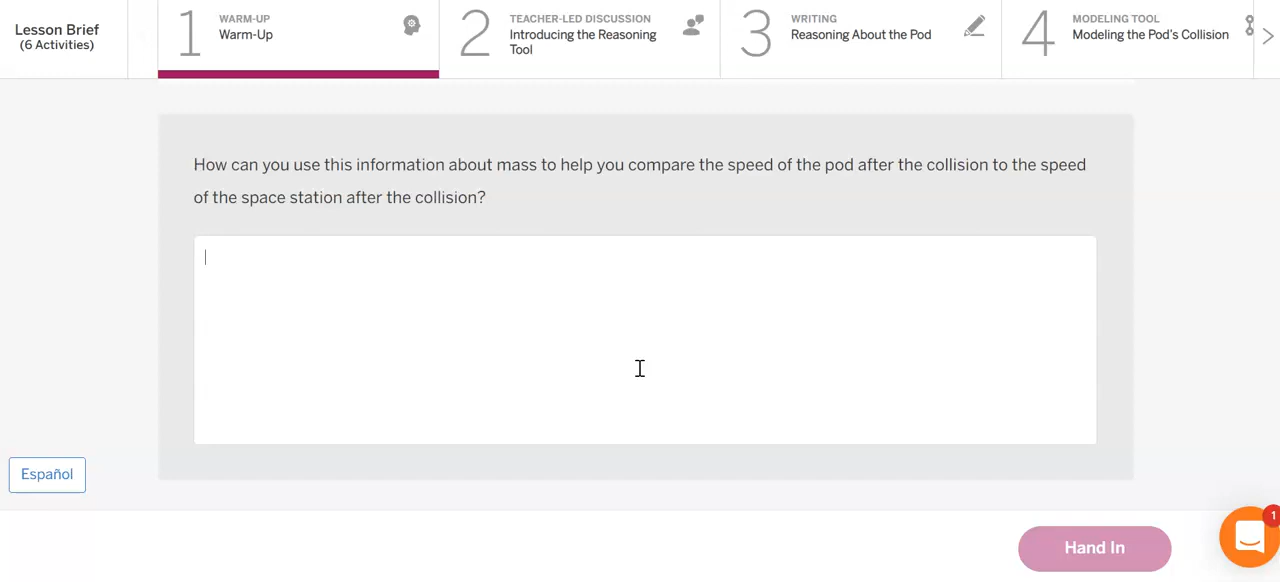 Lesson Brief
(6 Activities)
1
WARM-UP
Warm-Up
2
TEACHER-LED DISCUSSION
Introducing the Reasoning
Tool
3
WRITING
Reasoning About the Pod
4
MODELING TOOL
Modeling the Pod's Collision
How can you use this information about mass to help you compare the speed of the pod after the collision to the speed
of the space station after the collision?
Español
Hand In
1